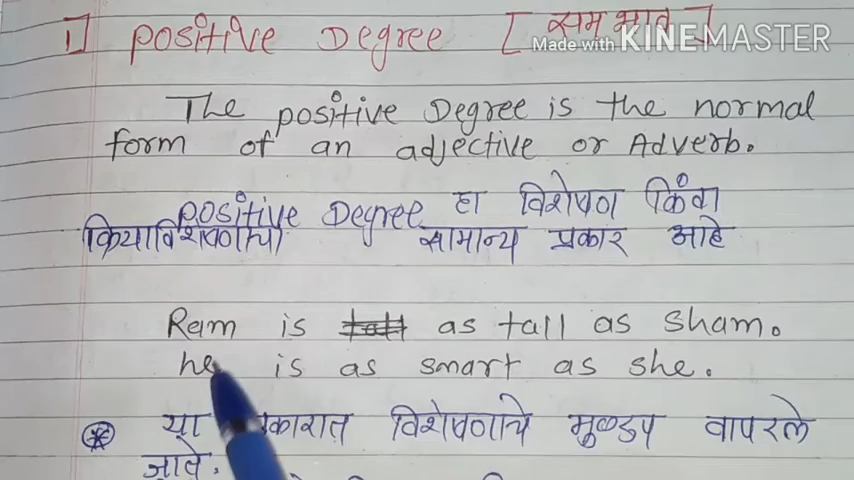 1] positive Degree [समभाव]
Made with KINEMASTER
The positive Degree is the normal
form of an adjective or Adverb.
positive Degree हा विशेषण किंवा
क्रियाविशेषणाचा सामान्य प्रकार आहे
Ram is tall as tall as sham.
he is as smart as she.
* या प्रकारात विशेषणाचे मुळरूप वापरले
जाते.